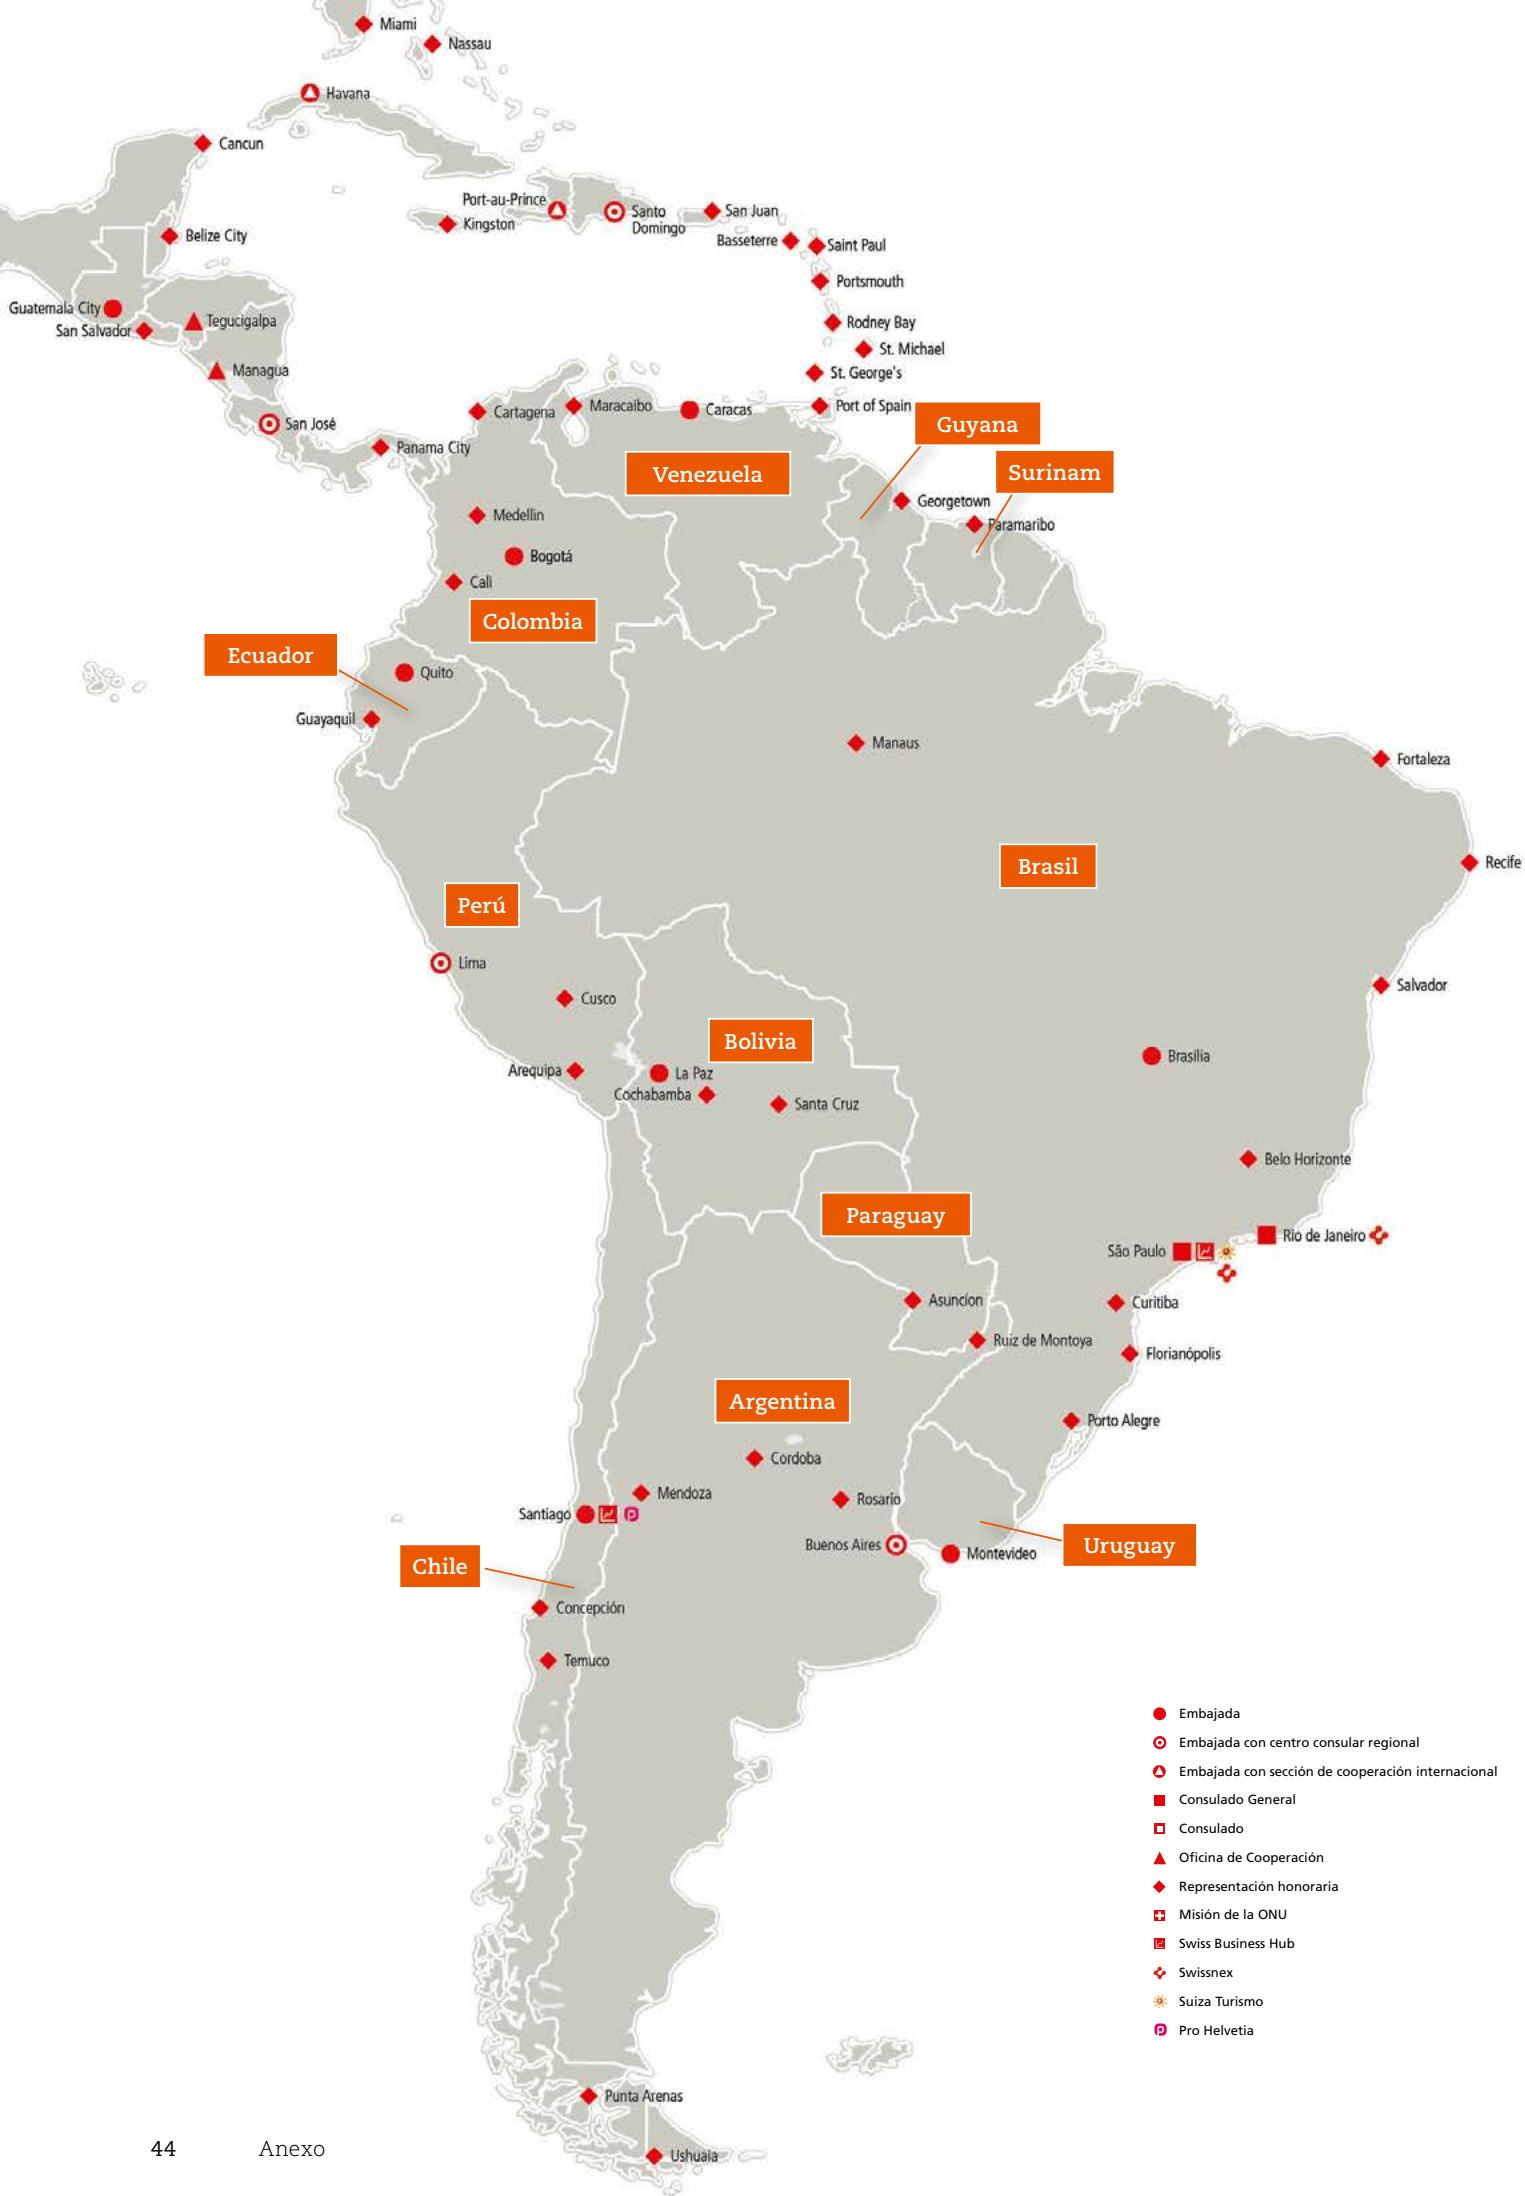 Miami
Nassau
Havana
Cancun
Port-au-Prince
Santo
Domingo
San Juan
Kingston
Basseterre
Saint Paul
Belize City
Portsmouth
Guatemala City
Tegucigalpa
San Salvador
Rodney Bay
St. Michael
Managua
St. George's
San José
Cartagena
Maracaibo
Caracas
Port of Spain
Panama City
Guyana
Venezuela
Surinam
Medellin
Georgetown
Paramaribo
Bogotá
Cali
Colombia
Ecuador
Quito
Guayaquil
Manaus
Fortaleza
Brasil
Recife
Perú
Lima
Cusco
Salvador
Bolivia
Brasilia
Arequipa
La Paz
Cochabamba
Santa Cruz
Belo Horizonte
Paraguay
Rio de Janeiro
São Paulo
Asuncíon
Curitiba
Ruiz de Montoya
Florianópolis
Argentina
Porto Alegre
Cordoba
Mendoza
Rosario
Santiago
Buenos Aires
Montevideo
Uruguay
Chile
Concepción
Temuco
Embajada
Embajada con centro consular regional
Embajada con sección de cooperación internacional
Consulado General
Consulado
Oficina de Cooperación
Representación honoraria
Misión de la ONU
Swiss Business Hub
Swissnex
Suiza Turismo
Pro Helvetia
Punta Arenas
Ushuaia
44 Anexo